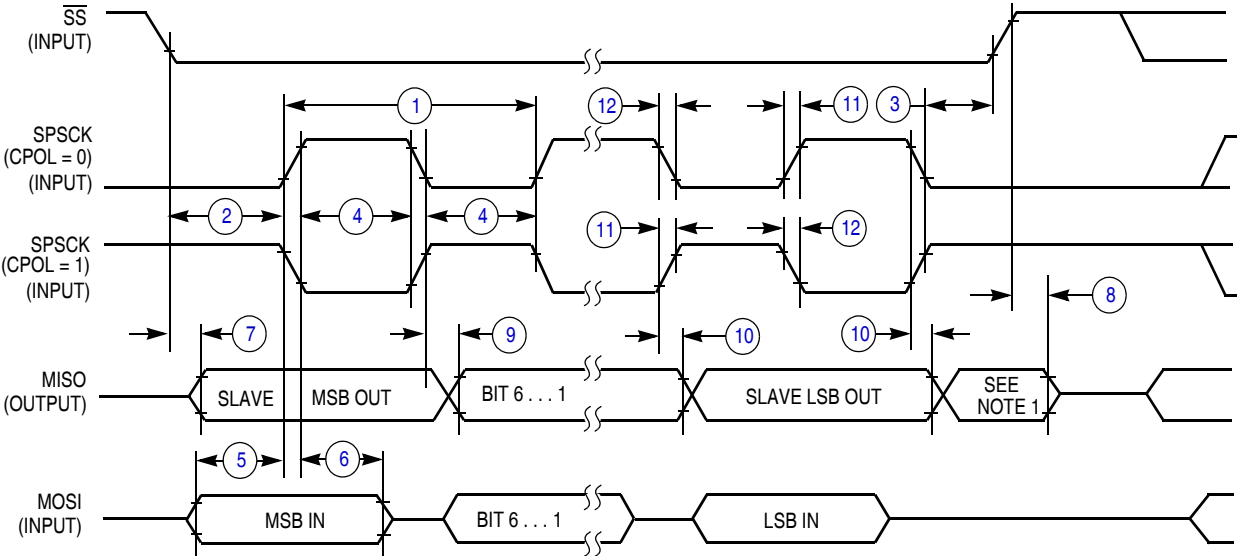 SS
(INPUT)
1
12
11
3
SPSCK
(CPOL = 0)
(INPUT)
2
4
4
11
12
SPSCK
(CPOL = 1)
(INPUT)
8
7
9
10
10
MISO
(OUTPUT)
SLAVE
MSB OUT
BIT 6 . . . 1
SLAVE LSB OUT
SEE
NOTE 1
5
6
MOSI
(INPUT)
MSB IN
BIT 6 . . . 1
LSB IN